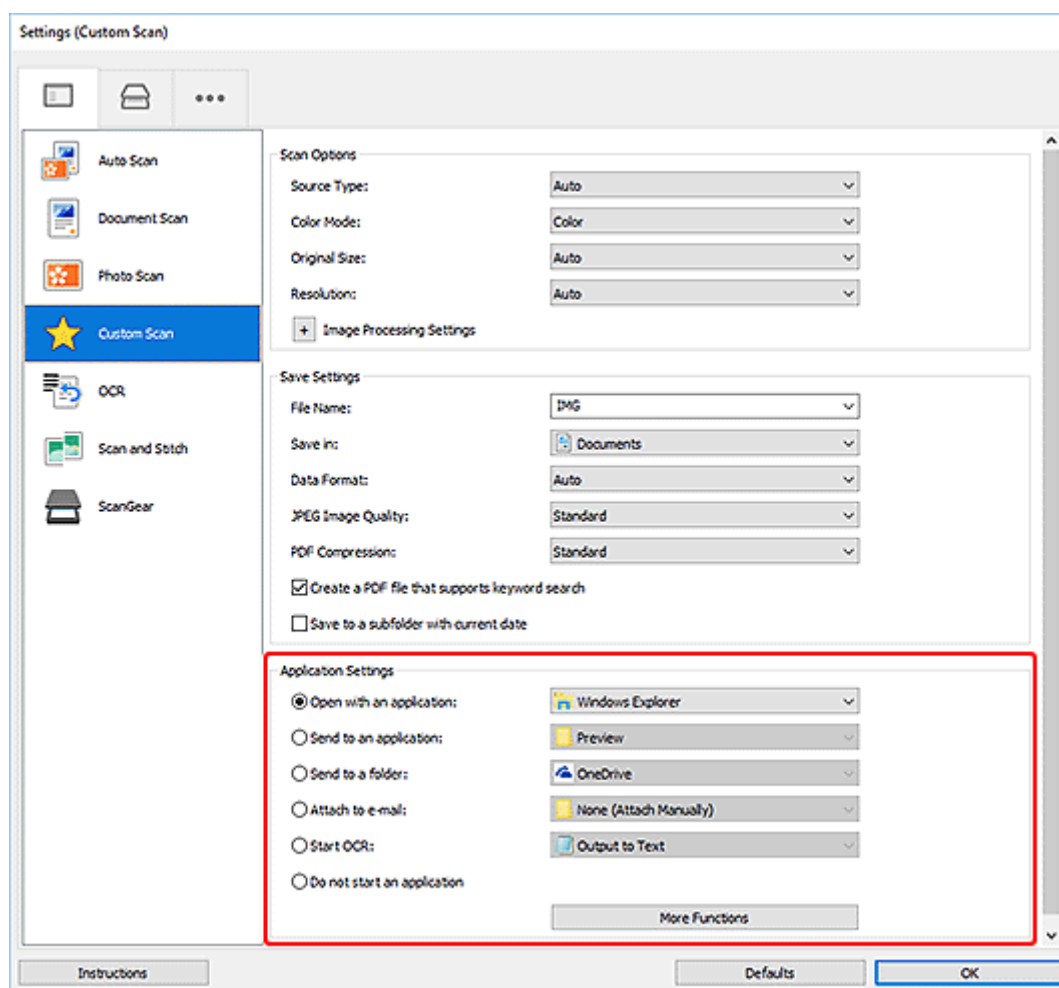 Settings (Custom Scan)
Auto Scan
Document Scan
Photo Scan
Custom Scan
OCR
Scan and Stitch
ScanGear
Scan Options
Source Type: Auto
Color Mode: Color
Original Size: Auto
Resolution: Auto
+ Image Processing Settings
Save Settings
File Name: IMG
Save in: Documents
Data Format: Auto
JPEG Image Quality: Standard
PDF Compression: Standard
Create a PDF file that supports keyword search
Save to a subfolder with current date
Application Settings
Open with an application: Windows Explorer
Send to an application: Preview
Send to a folder: OneDrive
Attach to e-mail: None (Attach Manually)
Start OCR: Output to Text
Do not start an application
More Functions
Instructions Defaults OK